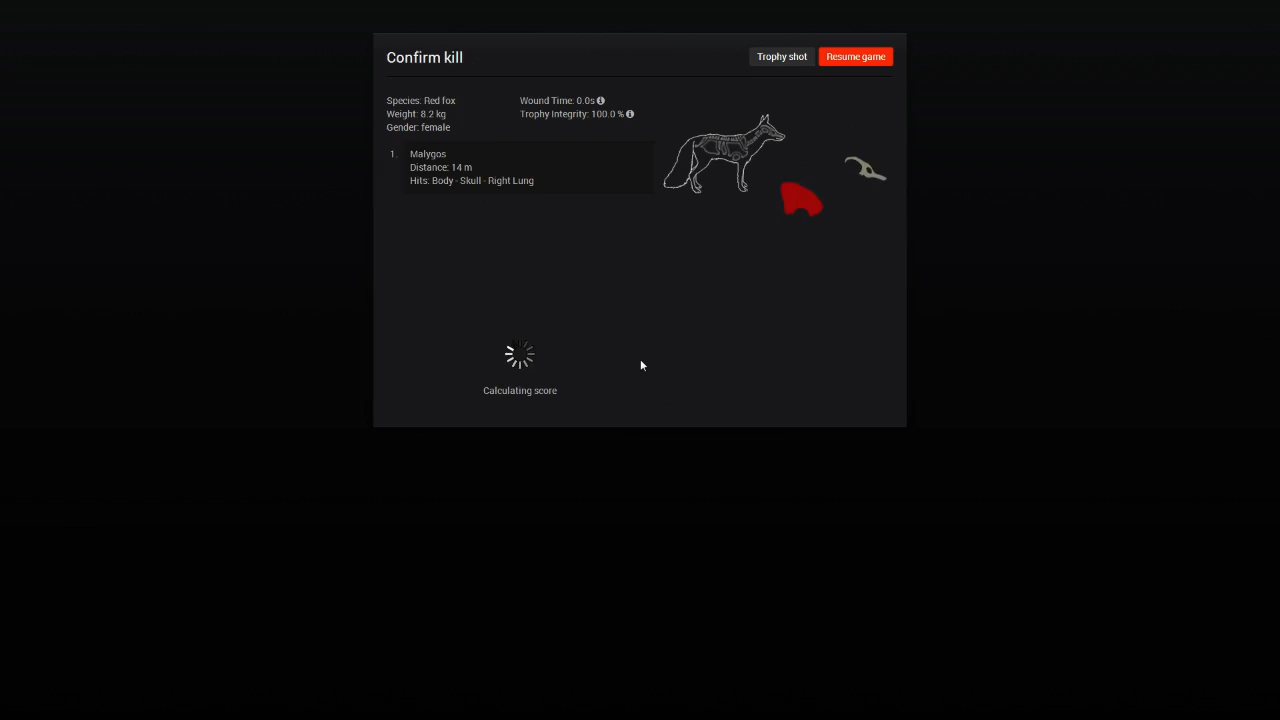 Confirm kill
Trophy shot
Resume game
Species: Red fox
Weight: 8.2 kg
Gender: female
Wound Time: 0.0s
Trophy Integrity: 100.0 %
1. Malygos
Distance: 14 m
Hits: Body - Skull - Right Lung
Calculating score